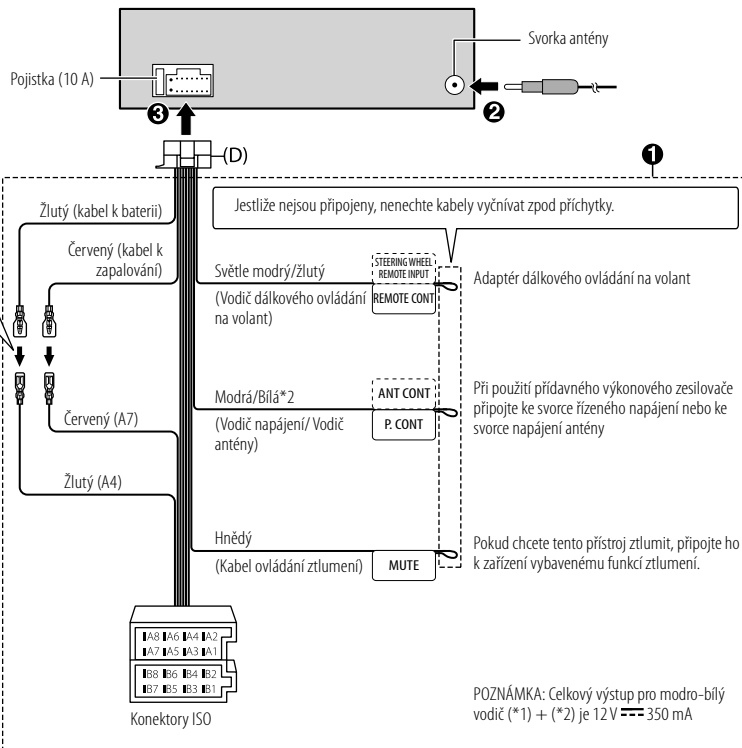 Svorka antény
Pojistka (10 A)
❸
❷
(D)
❶
Žlutý (kabel k baterii)
Jestliže nejsou připojeny, nenechte kabely vyčnívat zpod příchytky.
Červený (kabel k
zapalování)
Světle modrý/žlutý
(Vodič dálkového ovládání
na volant)
STEERING WHEEL
REMOTE INPUT
REMOTE CONT
Adaptér dálkového ovládání na volant
Modrá/Bílá*2
(Vodič napájení/ Vodič
antény)
ANT CONT
P. CONT
Při použití přídavného výkonového zesilovače
připojte ke svorce řízeného napájení nebo ke
svorce napájení antény
Červený (A7)
Žlutý (A4)
Hnědý
(Kabel ovládání ztlumení)
MUTE
Pokud chcete tento přístroj ztlumit, připojte ho
k zařízení vybavenému funkcí ztlumení.
A8 A6 A4 A2
A7 A5 A3 A1
B8 B6 B4 B2
B7 B5 B3 B1
Konektory ISO
POZNÁMKA: Celkový výstup pro modro-bílý
vodič (*1) + (*2) je 12 V ⎓ 350 mA